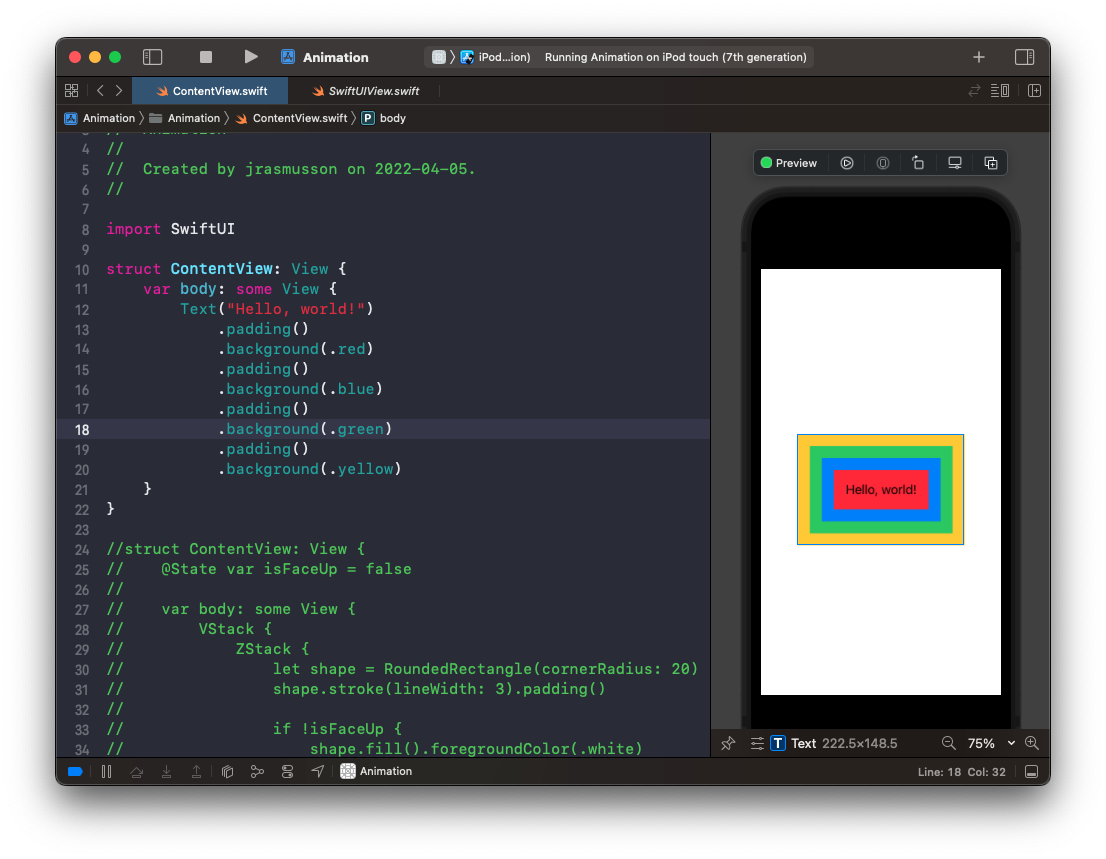 Animation
iPod...ion)
Running Animation on iPod touch (7th generation)
ContentView.swift
SwiftUIView.swift
Animation
Animation
ContentView.swift
P
body
4 //
5 //  Created by jrasmusson on 2022-04-05.
6 //
7
8 import SwiftUI
9
10 struct ContentView: View {
11     var body: some View {
12         Text("Hello, world!")
13             .padding()
14             .background(.red)
15             .padding()
16             .background(.blue)
17             .padding()
18             .background(.green)
19             .padding()
20             .background(.yellow)
21     }
22 }
23
24 //struct ContentView: View {
25 //    @State var isFaceUp = false
26 //
27 //    var body: some View {
28 //        VStack {
29 //            ZStack {
30 //                let shape = RoundedRectangle(cornerRadius: 20)
31 //                shape.stroke(lineWidth: 3).padding()
32 //
33 //                if !isFaceUp {
34 //                    shape.fill().foregroundColor(.white)
Preview
Hello, world!
T
Text 222.5×148.5
75%
Animation
Line: 18 Col: 32